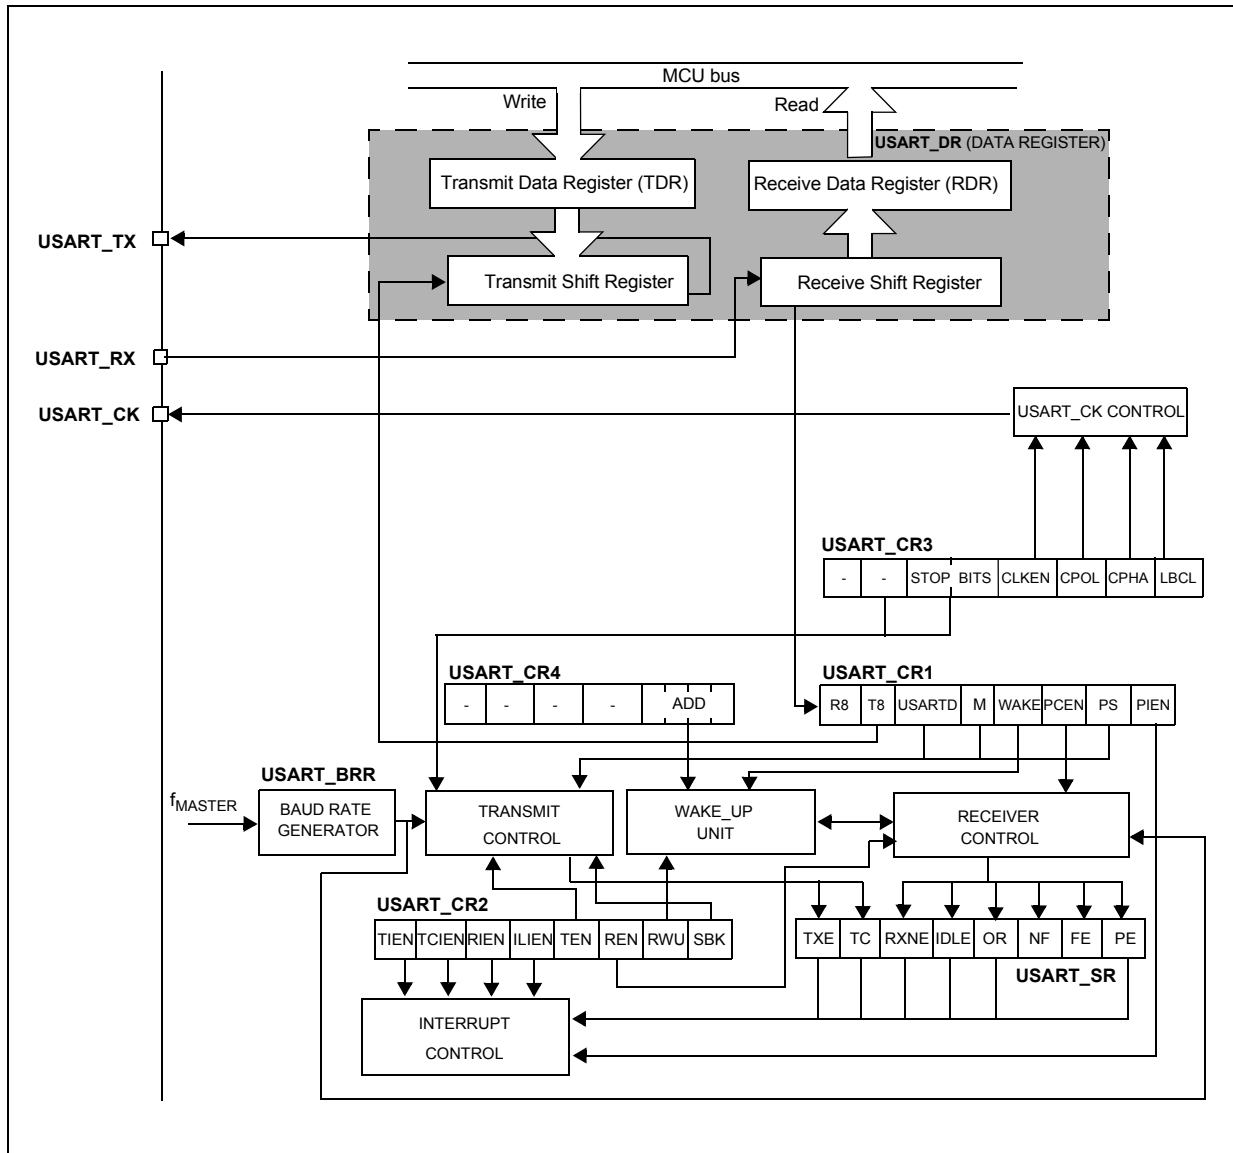 MCU bus
Write
Read
USART_DR (DATA REGISTER)
Transmit Data Register (TDR)
Receive Data Register (RDR)
USART_TX
Transmit Shift Register
Receive Shift Register
USART_RX
USART_CK
USART_CK CONTROL
USART_CR3
- - STOP BITS CLKEN CPOL CPHA LBCL
USART_CR4
- - - - ADD
USART_CR1
R8 T8 USARTD M WAKE PCEN PS PIEN
USART_BRR
fMASTER
BAUD RATE
GENERATOR
TRANSMIT
CONTROL
WAKE_UP
UNIT
RECEIVER
CONTROL
USART_CR2
TIEN TCIEN RIEN ILIEN TEN REN RWU SBK
TXE TC RXNE IDLE OR NF FE PE
USART_SR
INTERRUPT
CONTROL